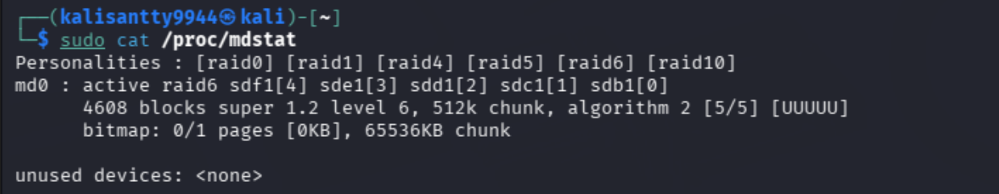 ┌──(kalisantty9944㉿kali)-[~]
└─$ sudo cat /proc/mdstat
Personalities : [raid0] [raid1] [raid4] [raid5] [raid6] [raid10]
md0 : active raid6 sdf1[4] sde1[3] sdd1[2] sdc1[1] sdb1[0]
      4608 blocks super 1.2 level 6, 512k chunk, algorithm 2 [5/5] [UUUUU]
      bitmap: 0/1 pages [0KB], 65536KB chunk

unused devices: <none>